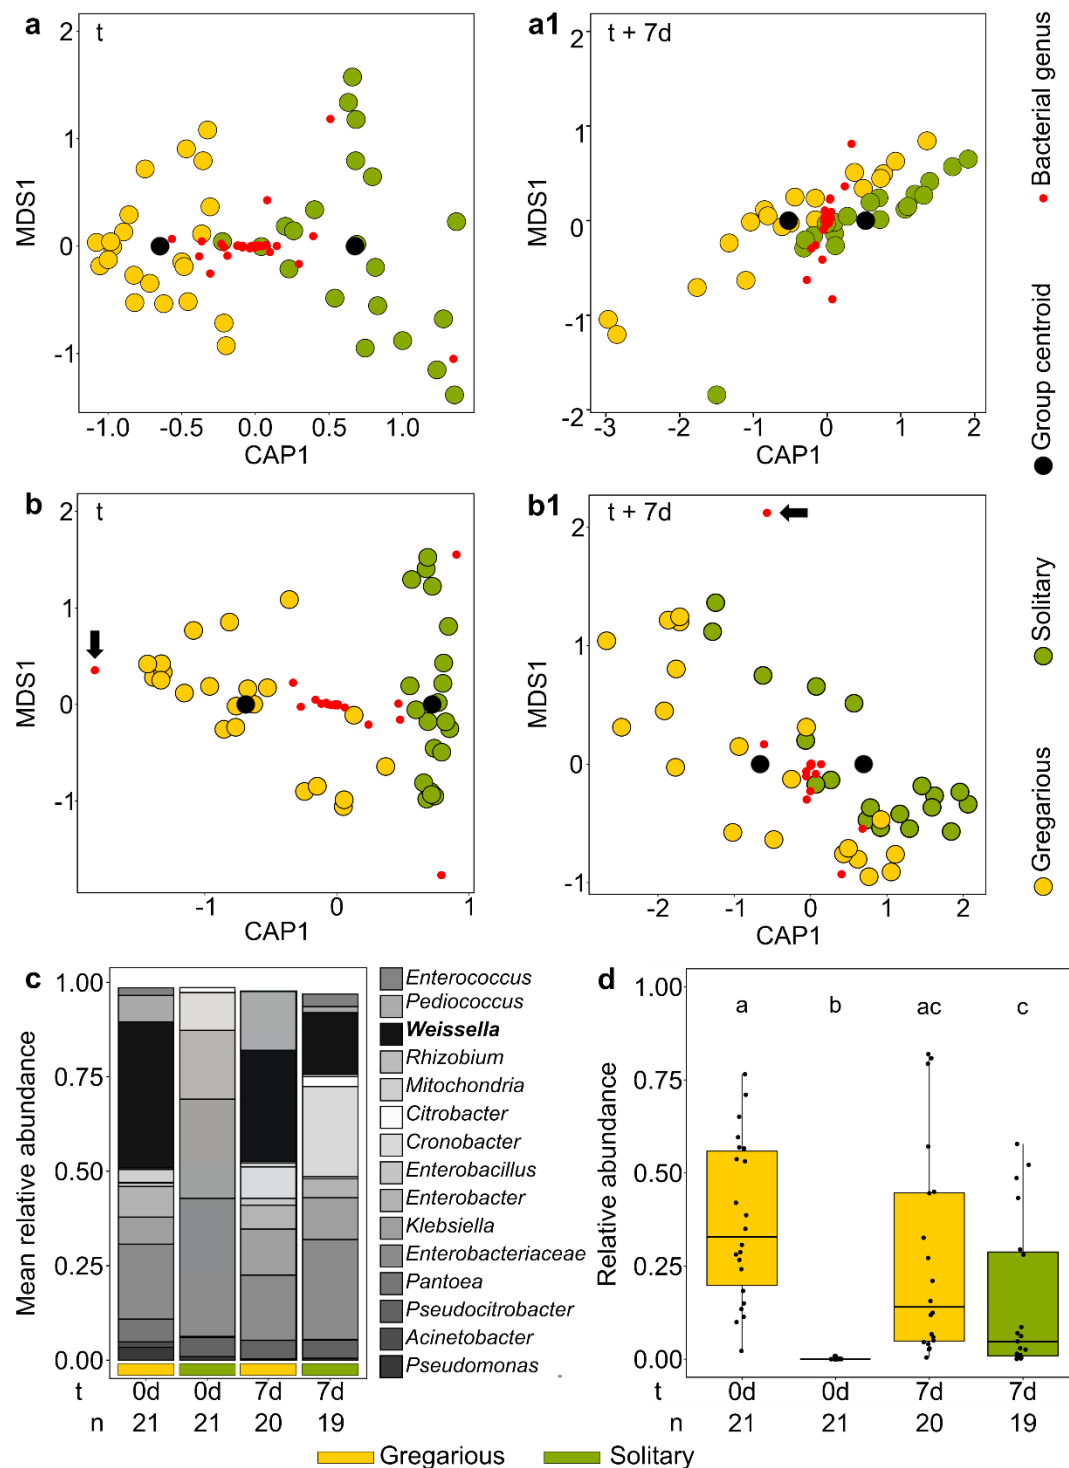 a
t
2
1
0
-1
MDS1
-1.0
-0.5
0.0
0.5
1.0
CAP1
a1
t + 7d
2
1
0
-1
-2
MDS1
-3
-2
-1
0
1
2
CAP1
b
t
2
1
0
-1
MDS1
-1
0
1
CAP1
b1
t + 7d
2
1
0
-1
MDS1
-2
-1
0
1
2
CAP1
Bacterial genus
Group centroid
Solitary
Gregarious
c
1.00
0.75
0.50
0.25
0.00
Mean relative abundance
Enterococcus
Pediococcus
Weissella
Rhizobium
Mitochondria
Citrobacter
Cronobacter
Enterobacillus
Enterobacter
Klebsiella
Enterobacteriaceae
Pantoea
Pseudocitrobacter
Acinetobacter
Pseudomonas
t 0d 0d 7d 7d
n 21 21 20 19
d
1.00
0.75
0.50
0.25
0.00
Relative abundance
a b ac c
t 0d 0d 7d 7d
n 21 21 20 19
Gregarious Solitary